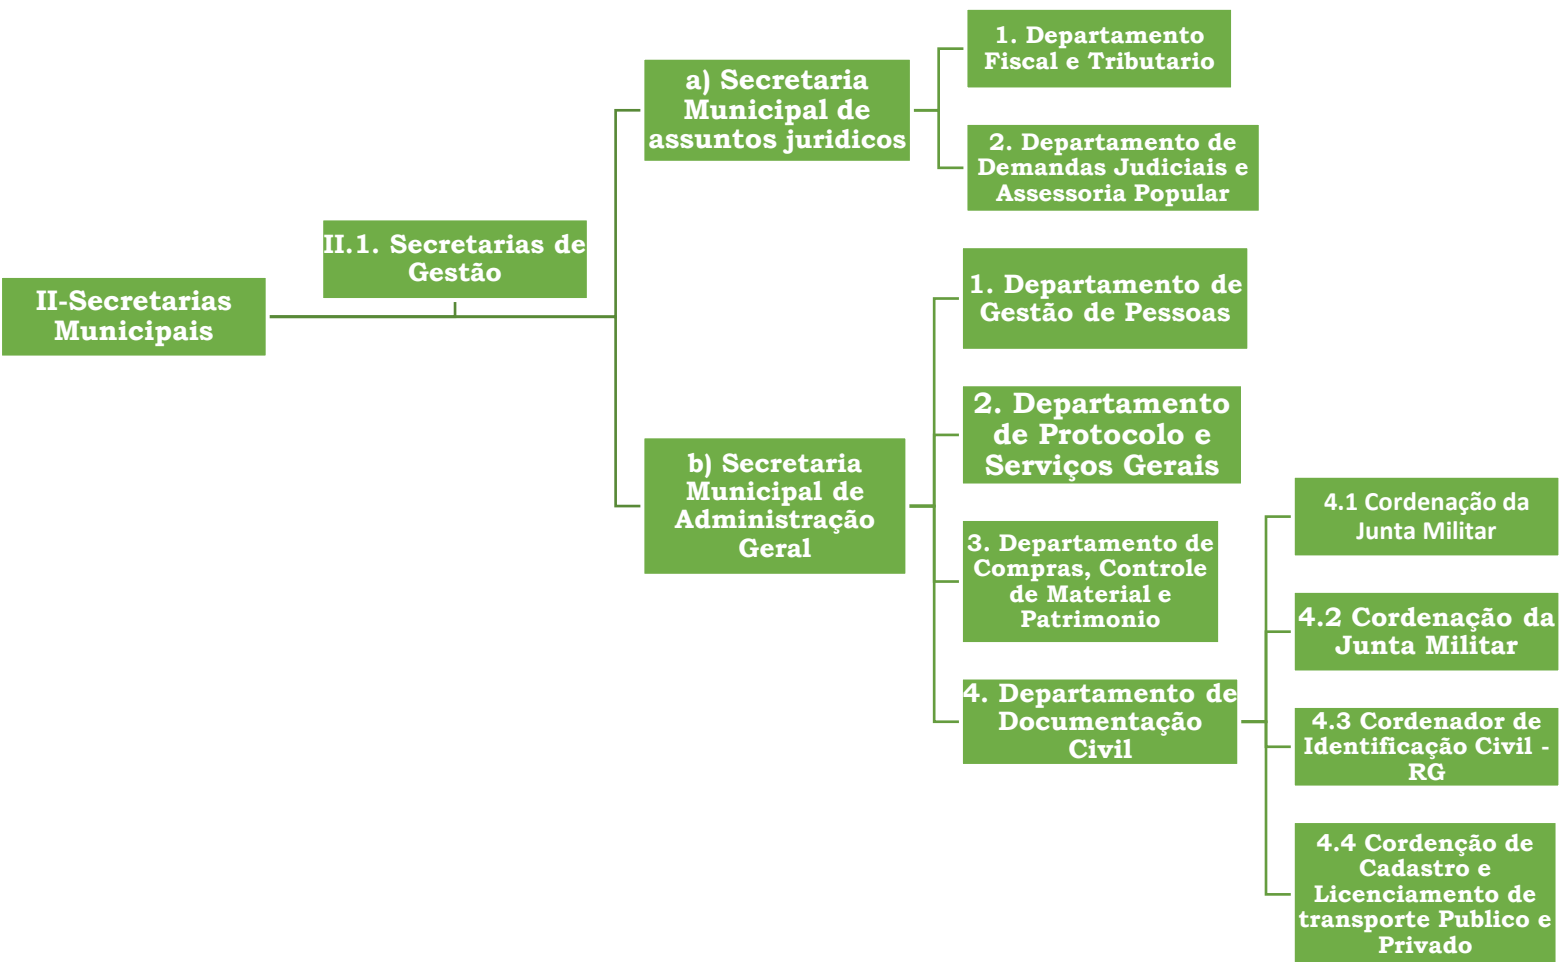 II-Secretarias
Municipais
II.1. Secretarias de
Gestão
a) Secretaria
Municipal de
assuntos juridicos
1. Departamento
Fiscal e Tributario
2. Departamento de
Demandas Judiciais e
Assessoria Popular
b) Secretaria
Municipal de
Administração
Geral
1. Departamento de
Gestão de Pessoas
2. Departamento
de Protocolo e
Serviços Gerais
3. Departamento de
Compras, Controle
de Material e
Patrimonio
4. Departamento de
Documentação
Civil
4.1 Cordenação da
Junta Militar
4.2 Cordenação da
Junta Militar
4.3 Cordenador de
Identificação Civil -
RG
4.4 Cordenção de
Cadastro e
Licenciamento de
transporte Publico e
Privado